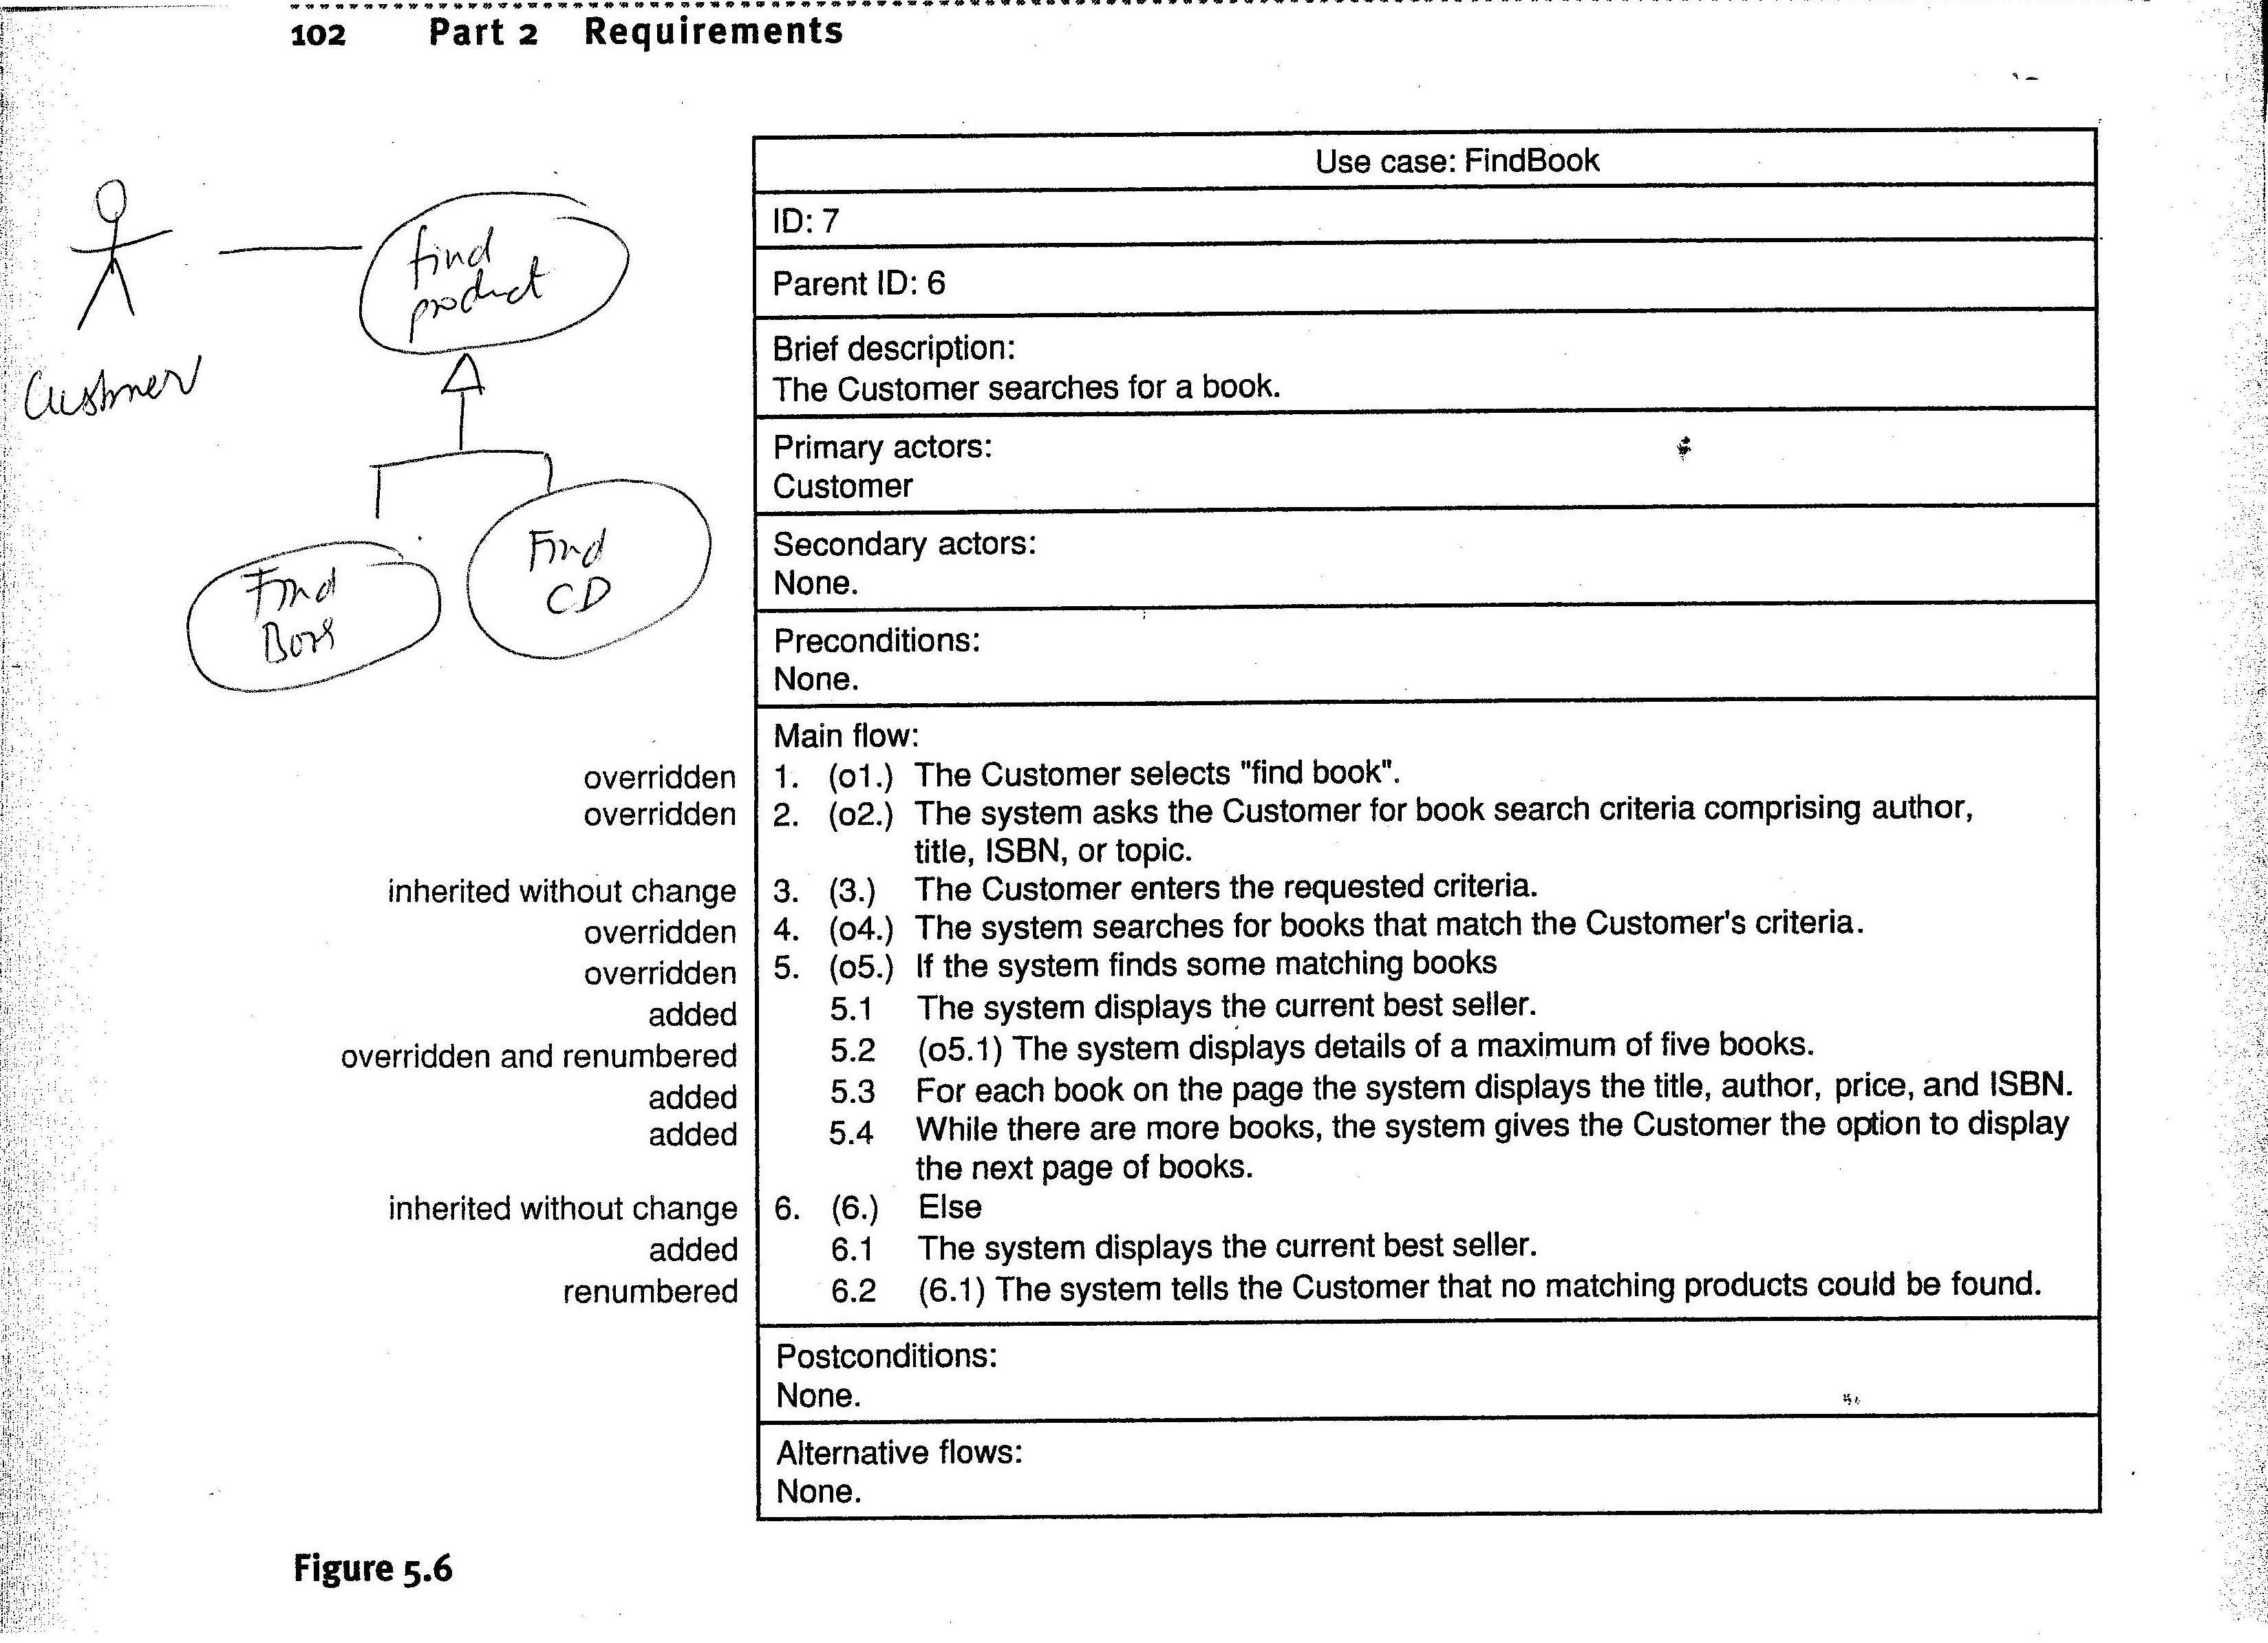 102 Part 2 Requirements
Customer
find
product
Find
Book
Find
CD
Use case: FindBook
ID: 7
Parent ID: 6
Brief description:
The Customer searches for a book.
Primary actors:
Customer
Secondary actors:
None.
Preconditions:
None.
Main flow:
overridden 1. (o1.) The Customer selects "find book".
overridden 2. (o2.) The system asks the Customer for book search criteria comprising author,
title, ISBN, or topic.
inherited without change 3. (3.) The Customer enters the requested criteria.
overridden 4. (o4.) The system searches for books that match the Customer's criteria.
overridden 5. (o5.) If the system finds some matching books
added 5.1 The system displays the current best seller.
overridden and renumbered 5.2 (o5.1) The system displays details of a maximum of five books.
added 5.3 For each book on the page the system displays the title, author, price, and ISBN.
added 5.4 While there are more books, the system gives the Customer the option to display
the next page of books.
inherited without change 6. (6.) Else
added 6.1 The system displays the current best seller.
renumbered 6.2 (6.1) The system tells the Customer that no matching products could be found.
Postconditions:
None.
Alternative flows:
None.
Figure 5.6